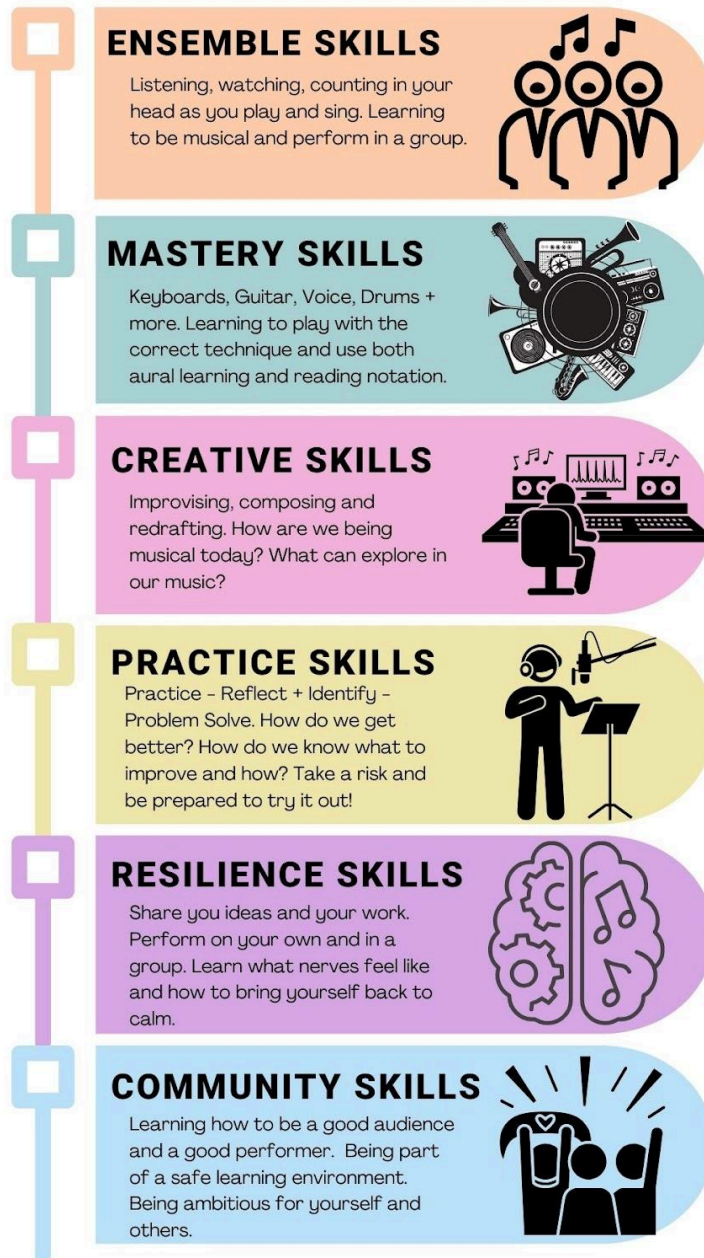 ENSEMBLE SKILLS
Listening, watching, counting in your
head as you play and sing. Learning
to be musical and perform in a group.
MASTERY SKILLS
Keyboards, Guitar, Voice, Drums +
more. Learning to play with the
correct technique and use both
aural learning and reading notation.
CREATIVE SKILLS
Improvising, composing and
redrafting. How are we being
musical today? What can explore in
our music?
PRACTICE SKILLS
Practice - Reflect + Identify -
Problem Solve. How do we get
better? How do we know what to
improve and how? Take a risk and
be prepared to try it out!
RESILIENCE SKILLS
Share you ideas and your work.
Perform on your own and in a
group. Learn what nerves feel like
and how to bring yourself back to
calm.
COMMUNITY SKILLS
Learning how to be a good audience
and a good performer. Being part
of a safe learning environment.
Being ambitious for yourself and
others.